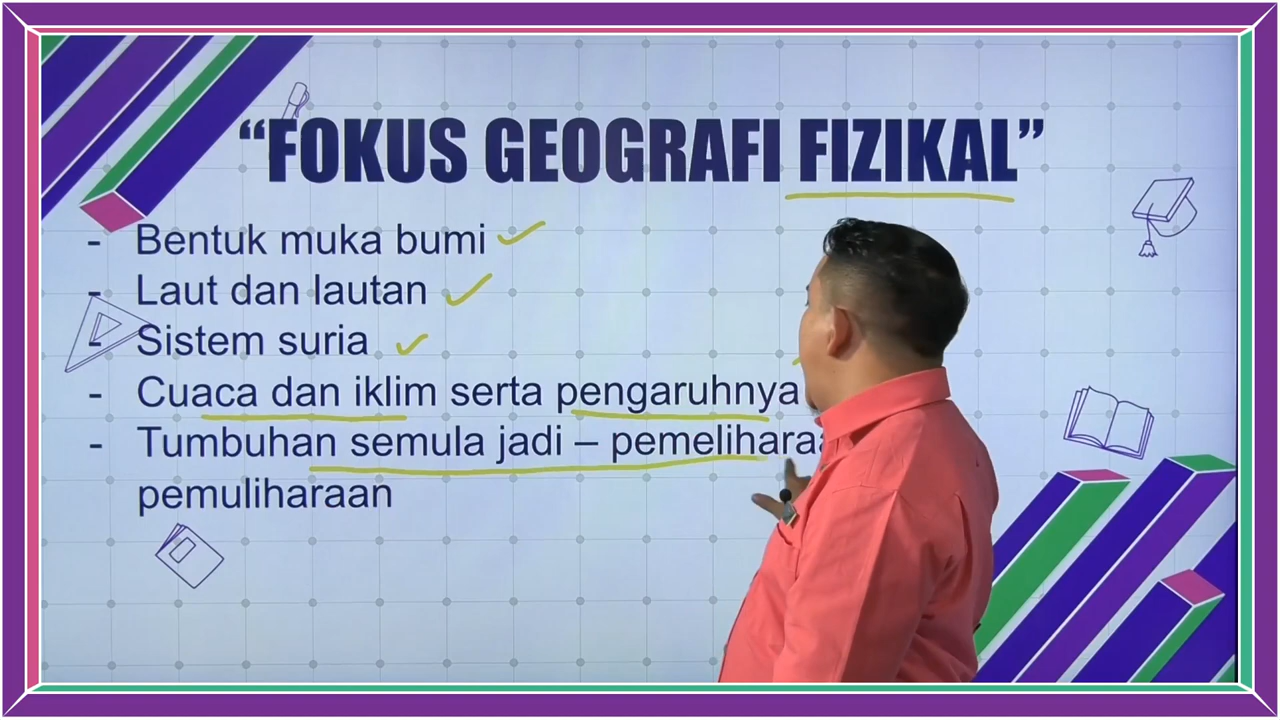 “FOKUS GEOGRAFI FIZIKAL”
- Bentuk muka bumi
- Laut dan lautan
- Sistem suria
- Cuaca dan iklim serta pengaruhnya
- Tumbuhan semula jadi –
pemuliharaan